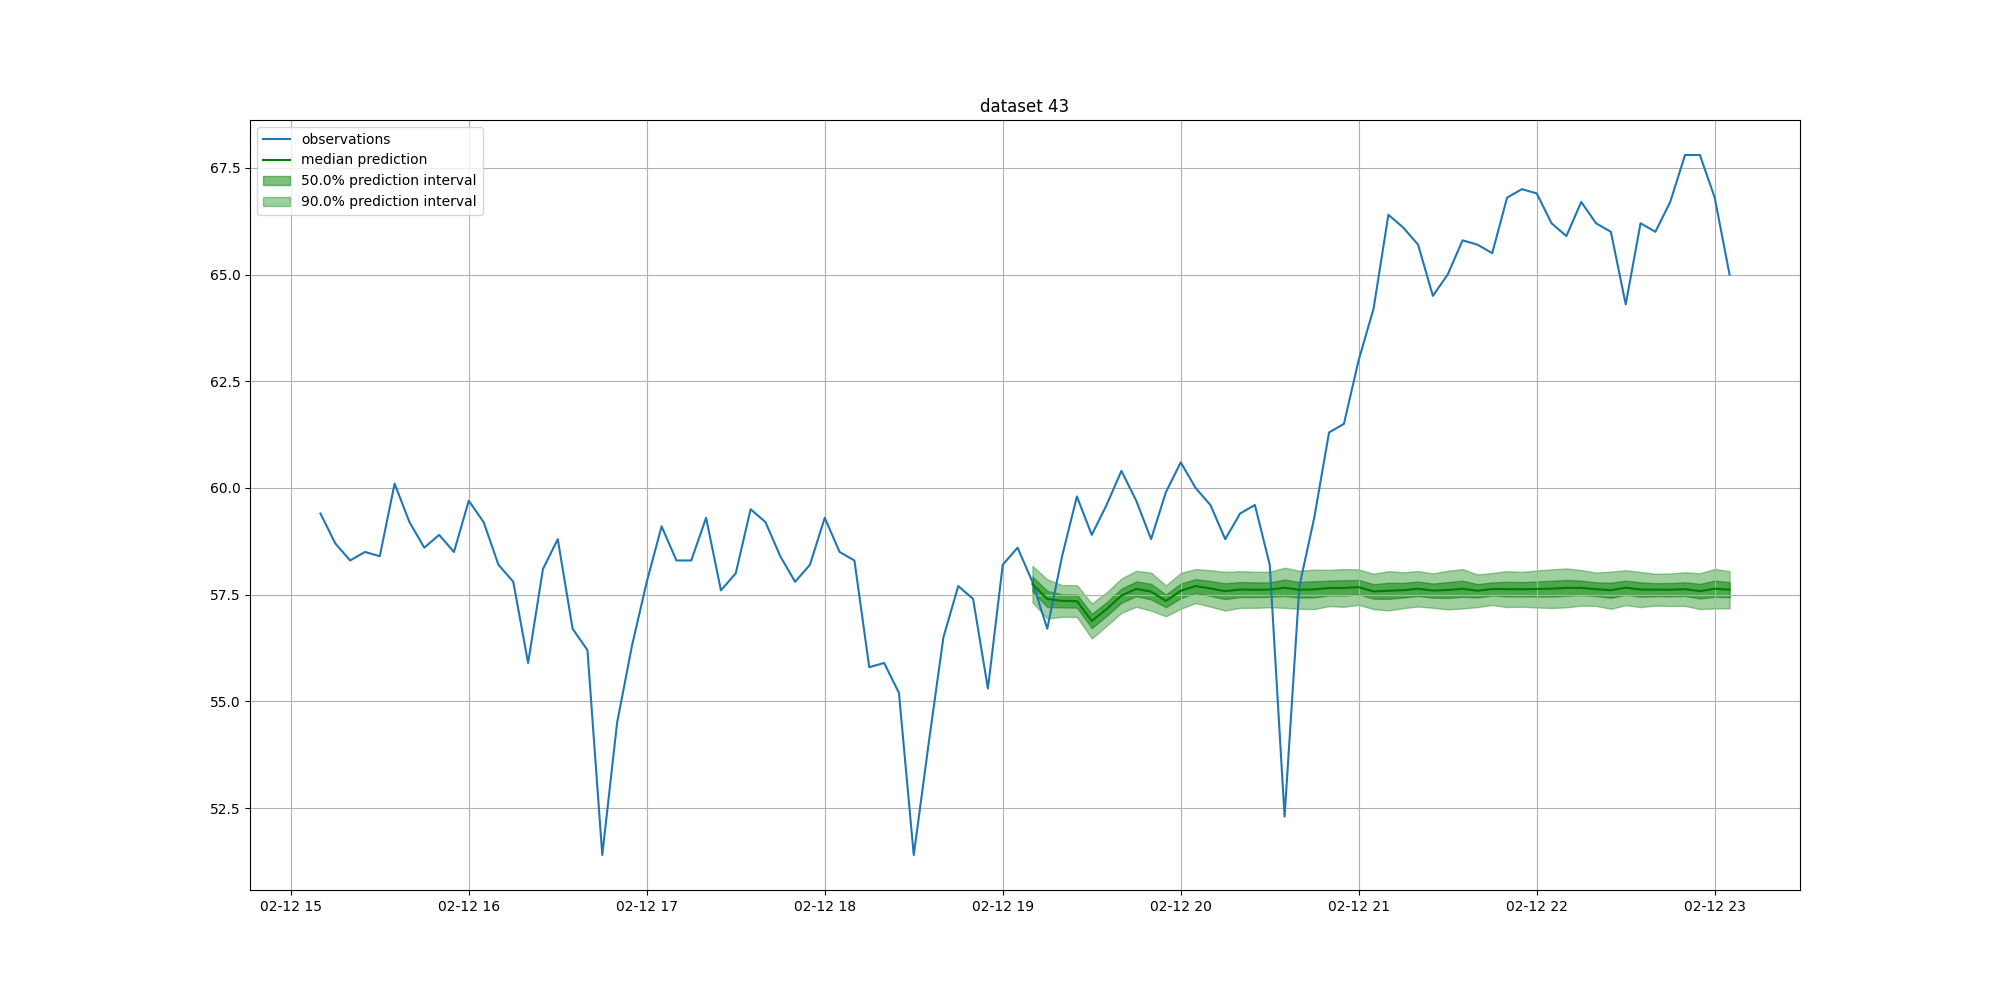 dataset 43
observations
median prediction
50.0% prediction interval
90.0% prediction interval
67.5
65.0
62.5
60.0
57.5
55.0
52.5
02-12 15 02-12 16 02-12 17 02-12 18 02-12 19 02-12 20 02-12 21 02-12 22 02-12 23